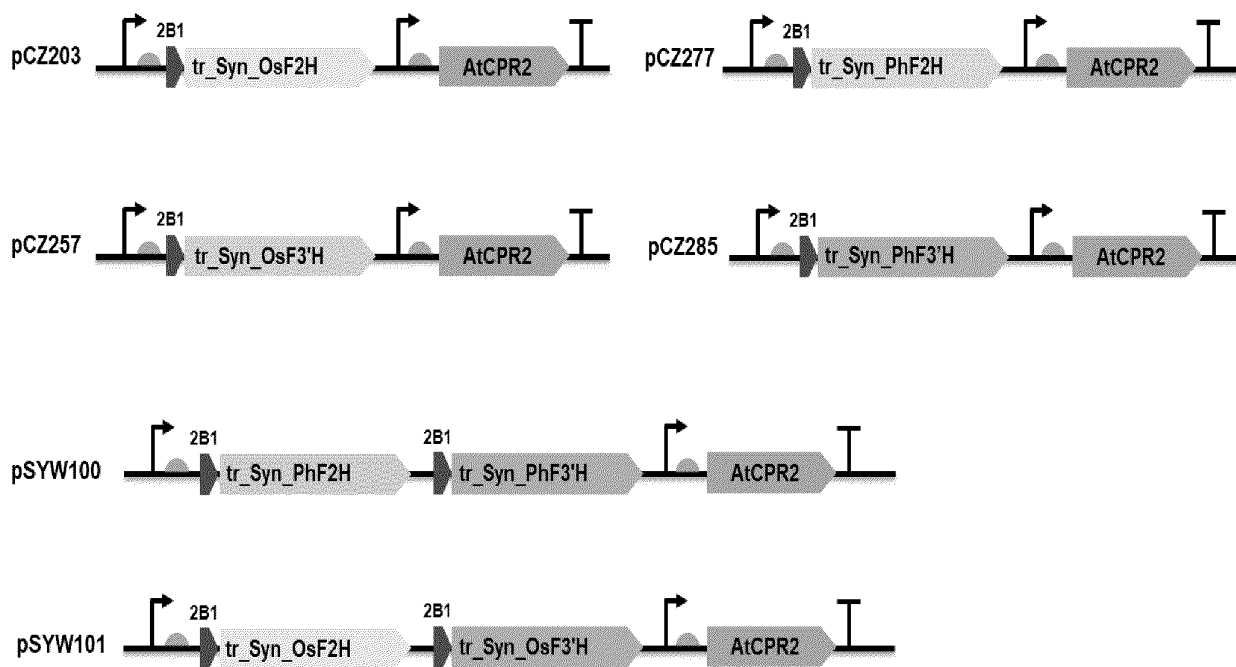 pCZ203 2B1 tr_Syn_OsF2H AtCPR2
pCZ277 2B1 tr_Syn_PhF2H AtCPR2
pCZ257 2B1 tr_Syn_OsF3'H AtCPR2
pCZ285 2B1 tr_Syn_PhF3’H AtCPR2
pSYW100 2B1 tr_Syn_PhF2H 2B1 tr_Syn_PhF3'H AtCPR2
pSYW101 2B1 tr_Syn_OsF2H 2B1 tr_Syn_OsF3'H AtCPR2